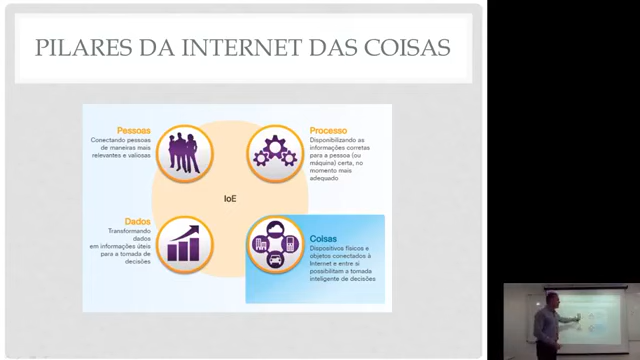 PILARES DA INTERNET DAS COISAS
Pessoas
Conectando pessoas
de maneiras mais
relevantes e valiosas
Processo
Disponibilizando as
informações corretas
para a pessoa (ou
máquina) certa, no
momento mais
adequado
IoE
Dados
Transformando
dados
em informações úteis
para a tomada de
decisões
Coisas
Dispositivos físicos e
objetos conectados à
Internet e entre si
possibilitam a tomada
inteligente de decisões